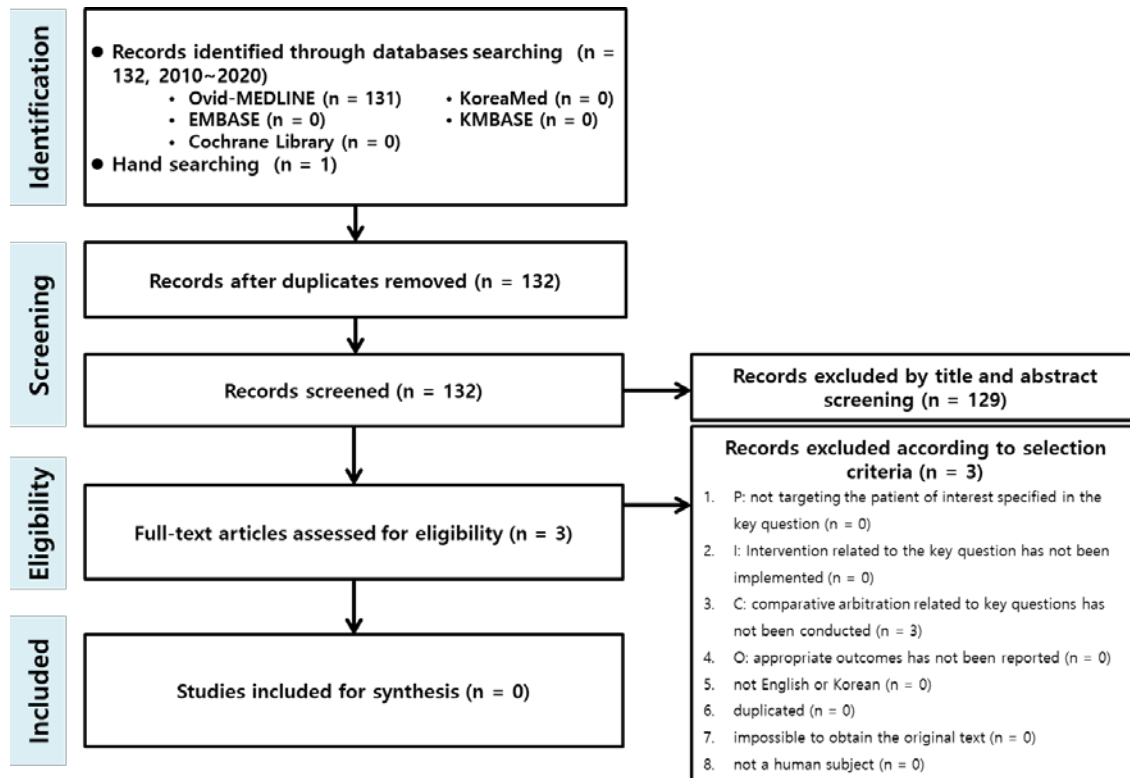 Identification
● Records identified through databases searching (n =
132, 2010~2020)
• Ovid-MEDLINE (n = 131)
• KoreaMed (n = 0)
• EMBASE (n = 0)
• KMBASE (n = 0)
• Cochrane Library (n = 0)
● Hand searching (n = 1)
Screening
Records after duplicates removed (n = 132)
Records screened (n = 132)
Records excluded by title and abstract
screening (n = 129)
Eligibility
Full-text articles assessed for eligibility (n = 3)
Records excluded according to selection
criteria (n = 3)
1. P: not targeting the patient of interest specified in the
key question (n = 0)
2. I: Intervention related to the key question has not been
implemented (n = 0)
3. C: comparative arbitration related to key questions has
not been conducted (n = 3)
4. O: appropriate outcomes has not been reported (n = 0)
5. not English or Korean (n = 0)
6. duplicated (n = 0)
7. impossible to obtain the original text (n = 0)
8. not a human subject (n = 0)
Included
Studies included for synthesis (n = 0)